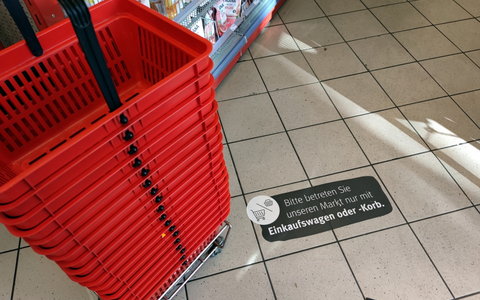 Bitte betreten Sie
unseren Markt nur mit
Einkaufswagen oder -Korb.